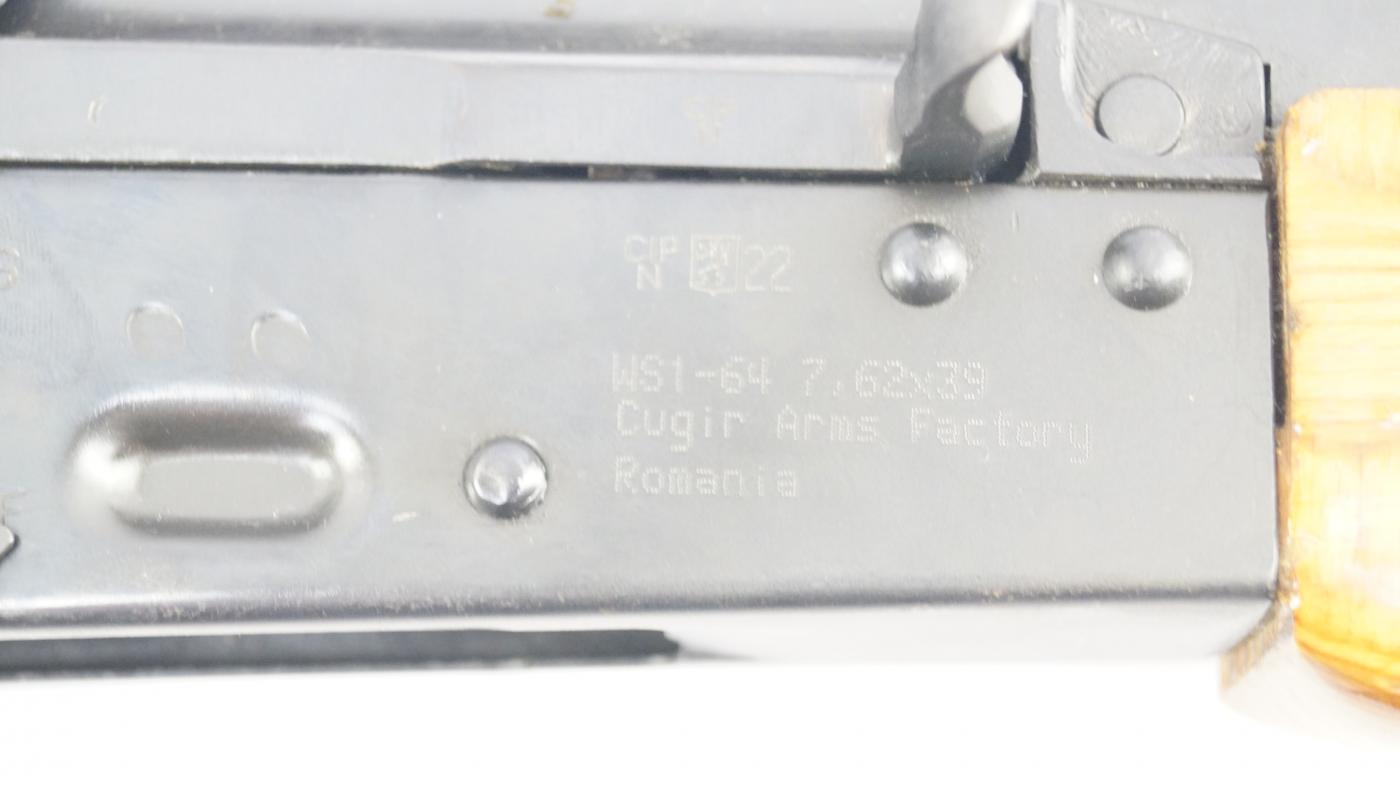 CIP
N 22
WS1-64 7,62x39
Cugir Arms Factory
Romania